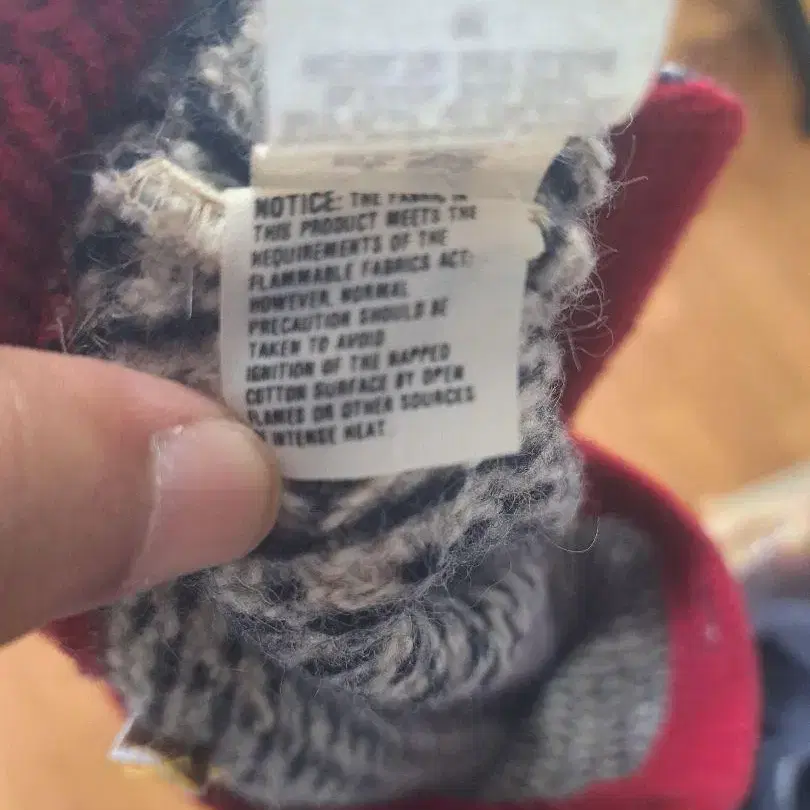 NOTICE: THE FABRIC IN
THIS PRODUCT MEETS THE
REQUIREMENTS OF THE
FLAMMABLE FABRICS ACT;
HOWEVER, NORMAL
PRECAUTION SHOULD BE
TAKEN TO AVOID
IGNITION OF THE NAPPED
COTTON SURFACE BY OPEN
FLAMES OR OTHER SOURCES
INTENSE HEAT.